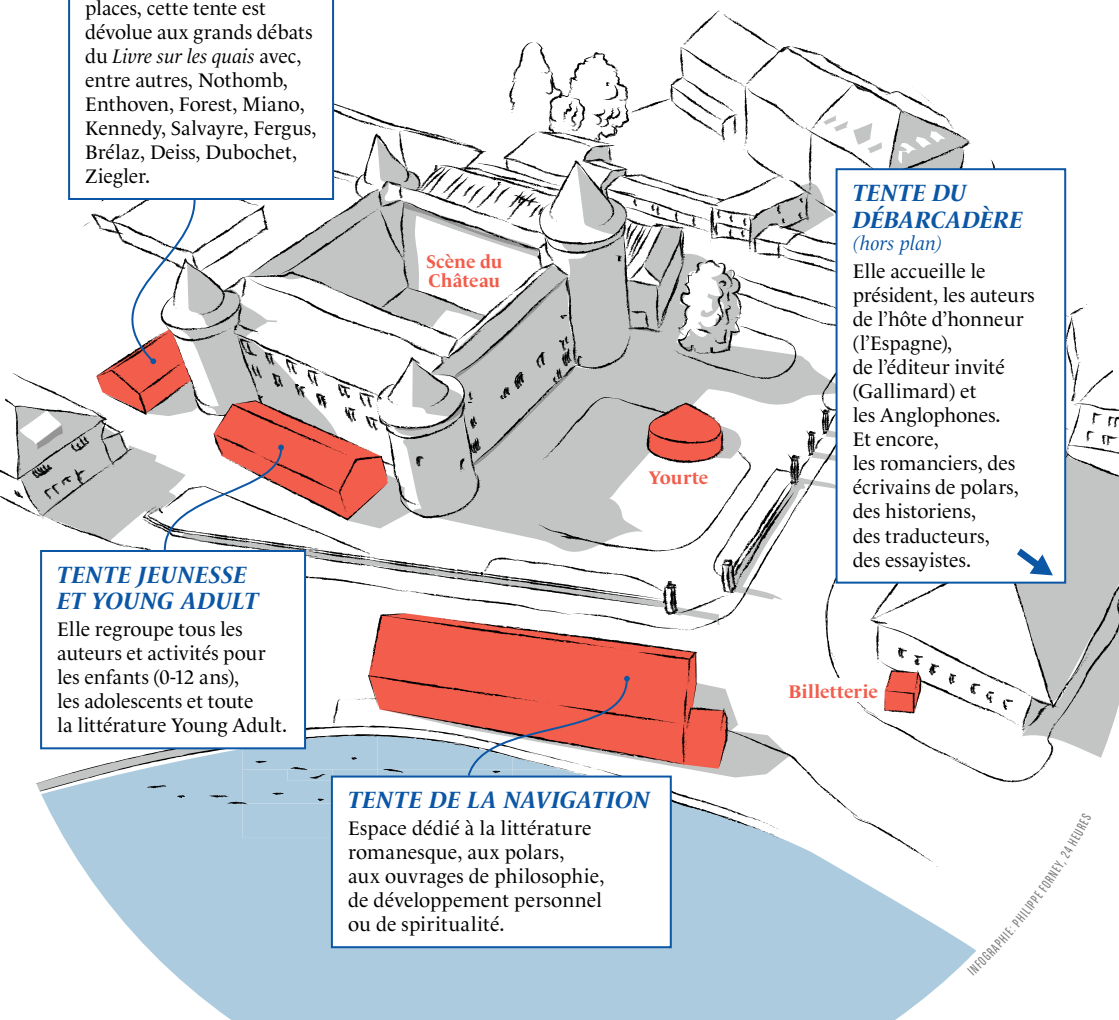 places, cette tente est
dévolue aux grands débats
du Livre sur les quais avec,
entre autres, Nothomb,
Enthoven, Forest, Miano,
Kennedy, Salvayre, Fergus,
Brélaz, Deiss, Dubochet,
Ziegler.
Scène du
Château
TENTE DU
DÉBARCADÈRE
(hors plan)
Elle accueille le
président, les auteurs
de l’hôte d’honneur
(l’Espagne),
de l’éditeur invité
(Gallimard) et
les Anglophones.
Et encore,
les romanciers, des
écrivains de polars,
des historiens,
des traducteurs,
des essayistes.
Yourte
TENTE JEUNESSE
ET YOUNG ADULT
Elle regroupe tous les
auteurs et activités pour
les enfants (0-12 ans),
les adolescents et toute
la littérature Young Adult.
Billetterie
TENTE DE LA NAVIGATION
Espace dédié à la littérature
romanesque, aux polars,
aux ouvrages de philosophie,
de développement personnel
ou de spiritualité.
INFOGRAPHIE: PHILIPPE FORNEY, 24 HEURES